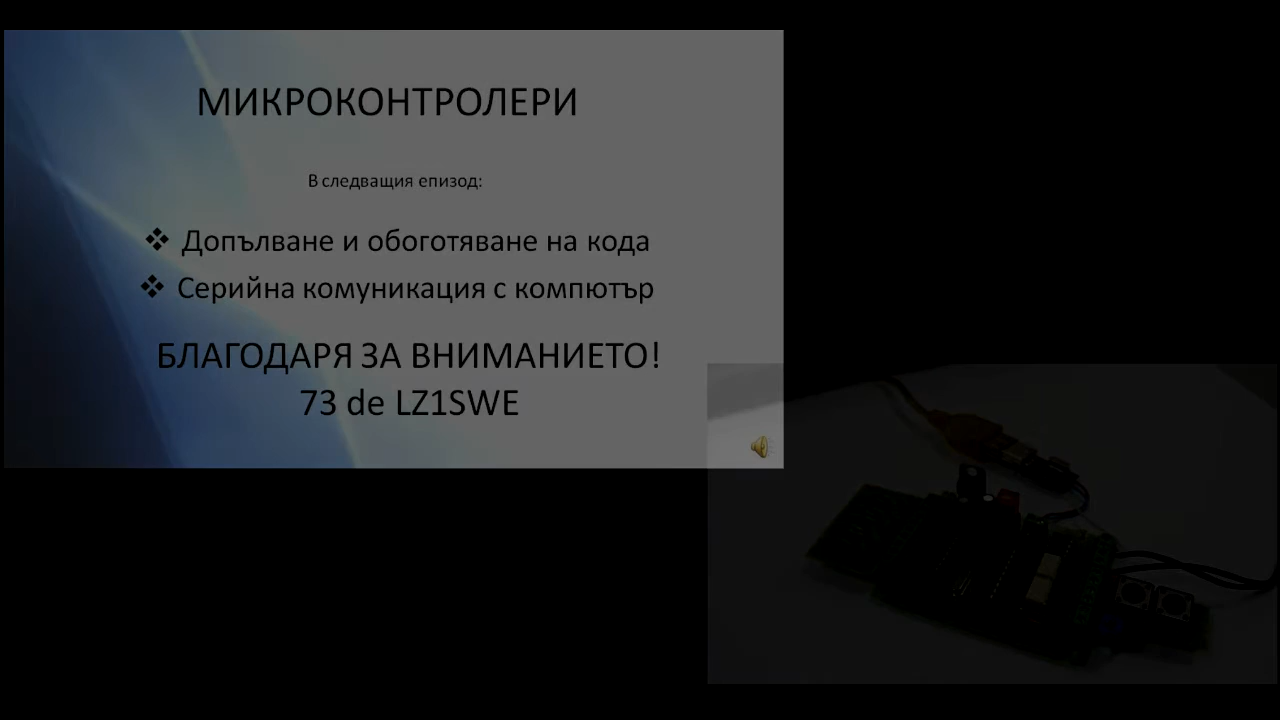 МИКРОКОНТРОЛЕРИ
В следващия епизод:
❖ Допълване и обоготяване на кода
❖ Серийна комуникация с компютър
БЛАГОДАРЯ ЗА ВНИМАНИЕТО!
73 de LZ1SWE